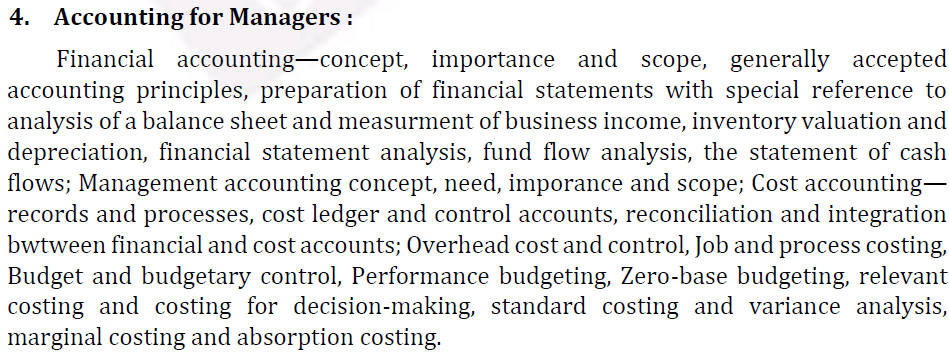 4. Accounting for Managers :
Financial accounting—concept, importance and scope, generally accepted
accounting principles, preparation of financial statements with special reference to
analysis of a balance sheet and measurment of business income, inventory valuation and
depreciation, financial statement analysis, fund flow analysis, the statement of cash
flows; Management accounting concept, need, imporance and scope; Cost accounting—
records and processes, cost ledger and control accounts, reconciliation and integration
bwtween financial and cost accounts; Overhead cost and control, Job and process costing,
Budget and budgetary control, Performance budgeting, Zero-base budgeting, relevant
costing and costing for decision-making, standard costing and variance analysis,
marginal costing and absorption costing.